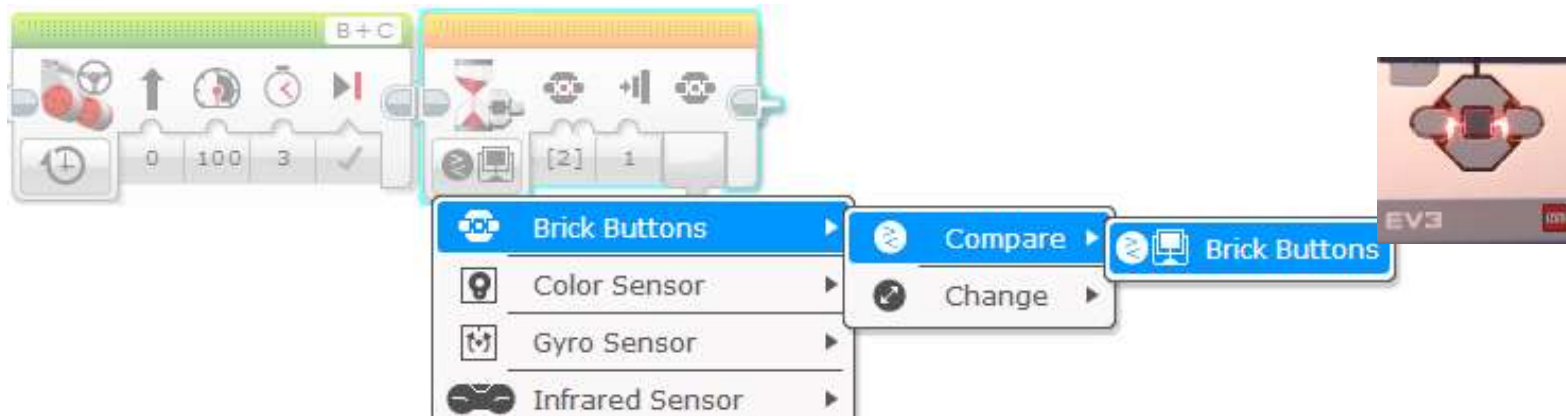 B+C
0 100 3
[2] 1
Brick Buttons
Color Sensor
Gyro Sensor
Infrared Sensor
Compare
Change
Brick Buttons
EV3